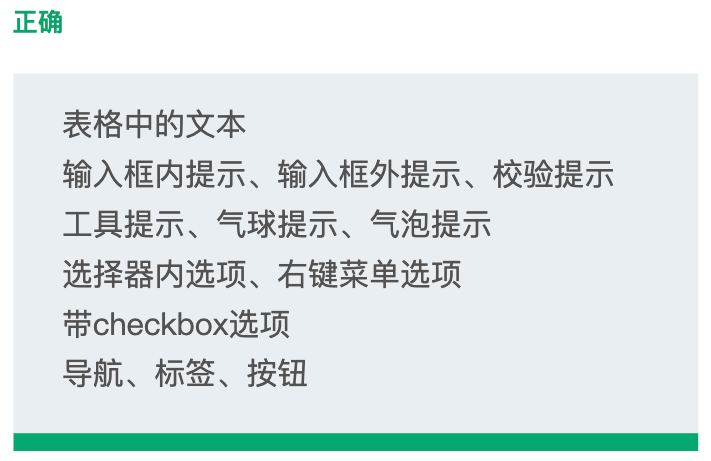 正确
表格中的文本
输入框内提示、输入框外提示、校验提示
工具提示、气球提示、气泡提示
选择器内选项、右键菜单选项
带checkbox选项
导航、标签、按钮